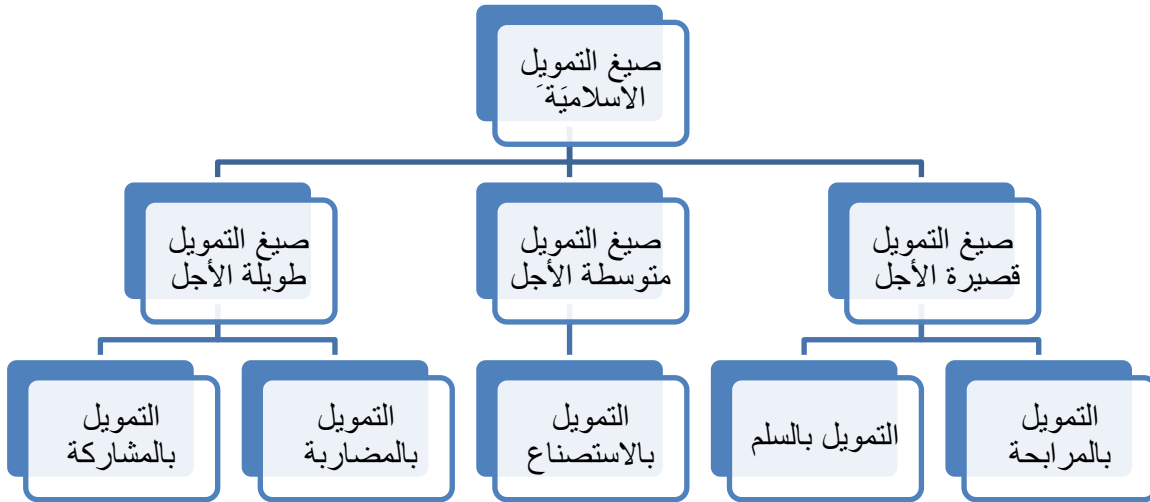 صيغ التمويل
الاسلاميَةَ
صيغ التمويل
قصيرة الأجل
صيغ التمويل
متوسطة الأجل
صيغ التمويل
طويلة الأجل
التمويل
بالمرابحة
التمويل بالسلم
التمويل
بالاستصناع
التمويل
بالمضاربة
التمويل
بالمشاركة